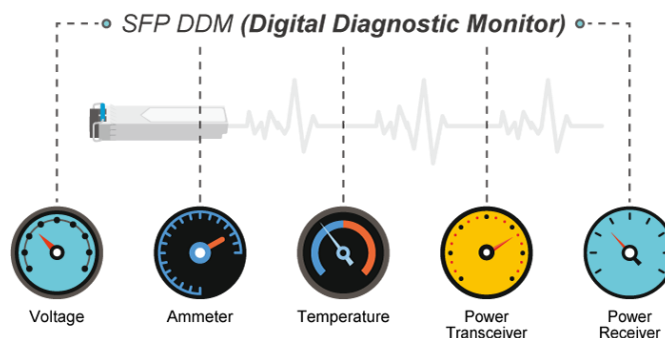 SFP DDM (Digital Diagnostic Monitor)
Voltage
Ammeter
Temperature
Power
Transceiver
Power
Receiver